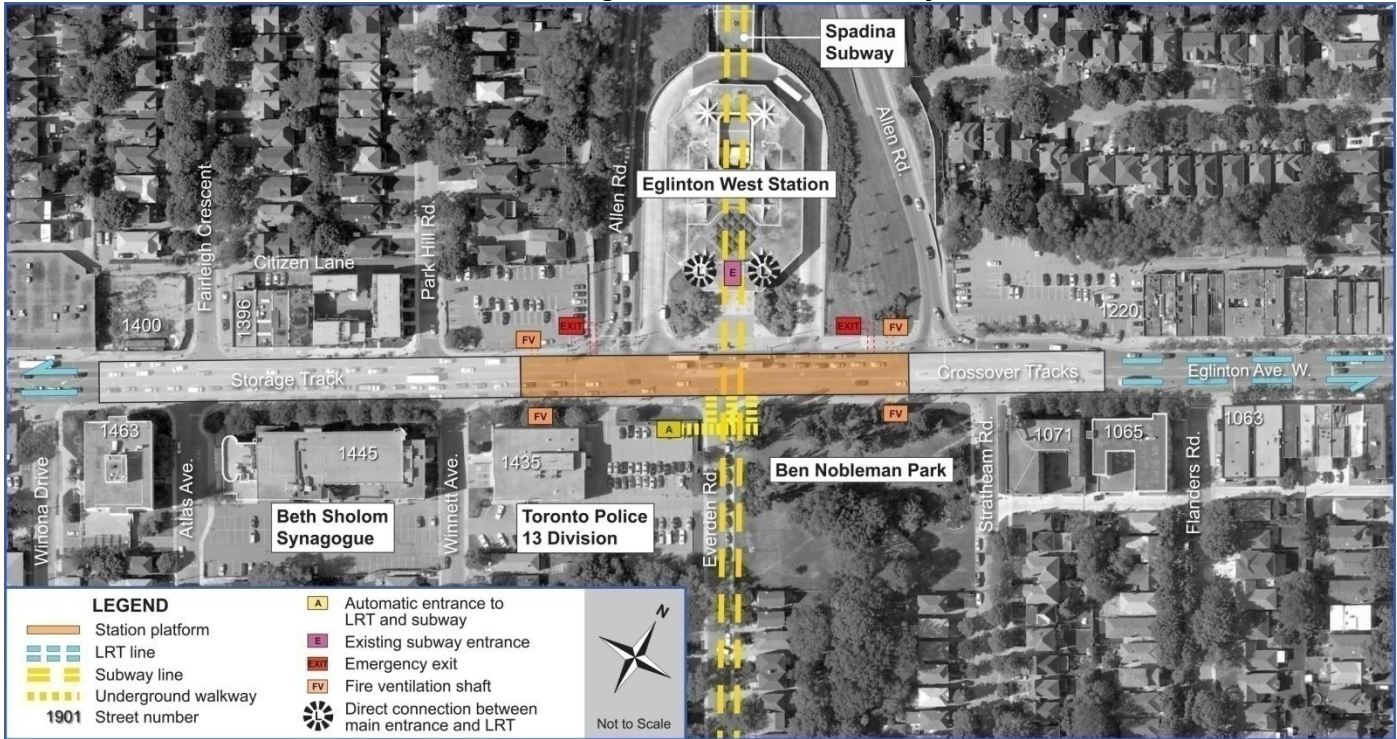 Spadina
Subway
Allen Rd.
Allen Rd.
Eglinton West Station
Fairleigh Crescent
Park Hill Rd.
Citizen Lane
1400
1396
1220
L
E
L
EXIT
EXIT
FV
FV
Storage Track
Crossover Tracks
Eglinton Ave. W.
FV
FV
A
1463
1445
1435
1071
1065
1063
Winona Drive
Atlas Ave.
Winnett Ave.
Everden Rd.
Strathearn Rd.
Flanders Rd.
Beth Sholom
Synagogue
Toronto Police
13 Division
Ben Nobleman Park
LEGEND
Station platform
LRT line
Subway line
Underground walkway
1901 Street number
A Automatic entrance to
LRT and subway
E Existing subway entrance
EXIT Emergency exit
FV Fire ventilation shaft
L Direct connection between
main entrance and LRT
N
Not to Scale